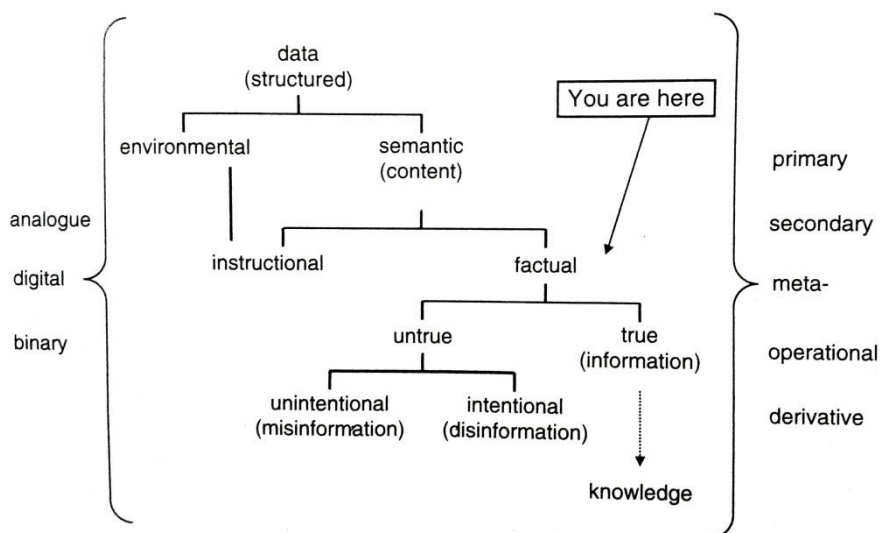 data
(structured)
You are here
environmental
semantic
(content)
primary
analogue
secondary
instructional
factual
digital
meta-
untrue
true
(information)
binary
operational
unintentional
(misinformation)
intentional
(disinformation)
derivative
knowledge